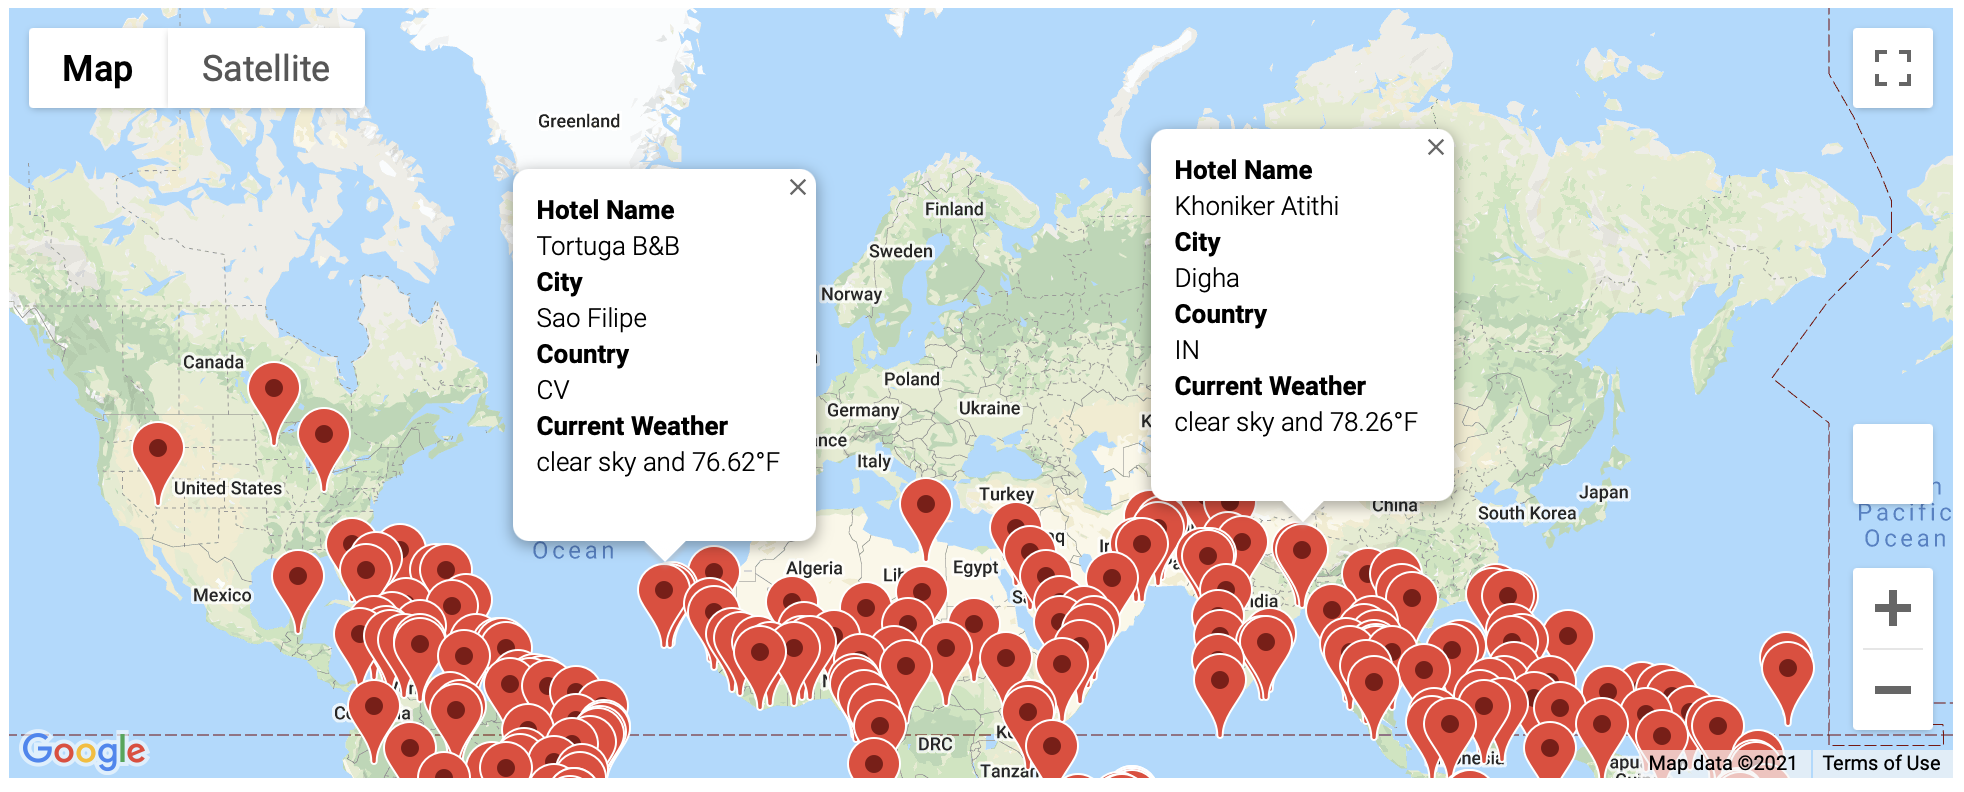 Map
Satellite
Greenland
Hotel Name
Khoniker Atithi
City
Digha
Country
IN
Current Weather
clear sky and 78.26°F
Hotel Name
Tortuga B&B
City
Sao Filipe
Country
CV
Current Weather
clear sky and 76.62°F
Finland
Sweden
Norway
Canada
Poland
Germany
Ukraine
Italy
United States
Turkey
China
Japan
South Korea
Pacific
Ocean
Ocean
Algeria
Egypt
Mexico
DRC
Google
Map data ©2021
Terms of Use